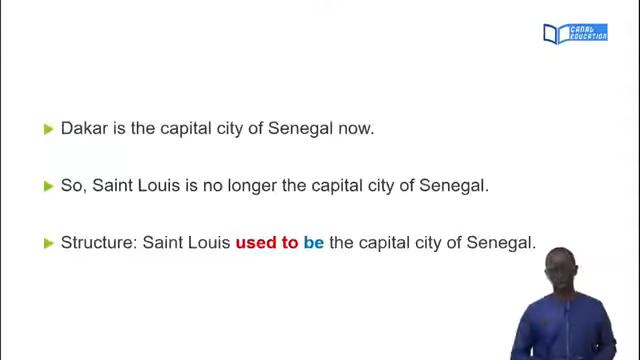 CANAL
EDUCATION
Dakar is the capital city of Senegal now.
So, Saint Louis is no longer the capital city of Senegal.
Structure: Saint Louis used to be the capital city of Senegal.